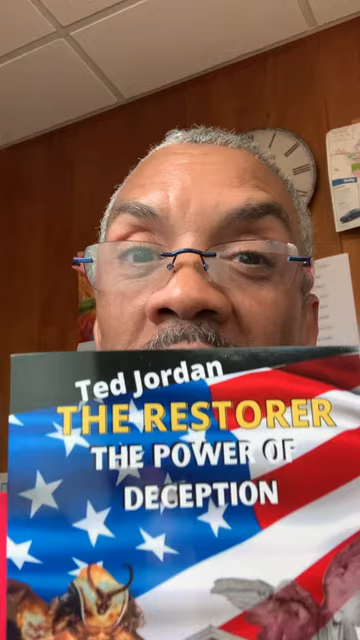 Ted Jordan
THE RESTORER
THE POWER OF
DECEPTION